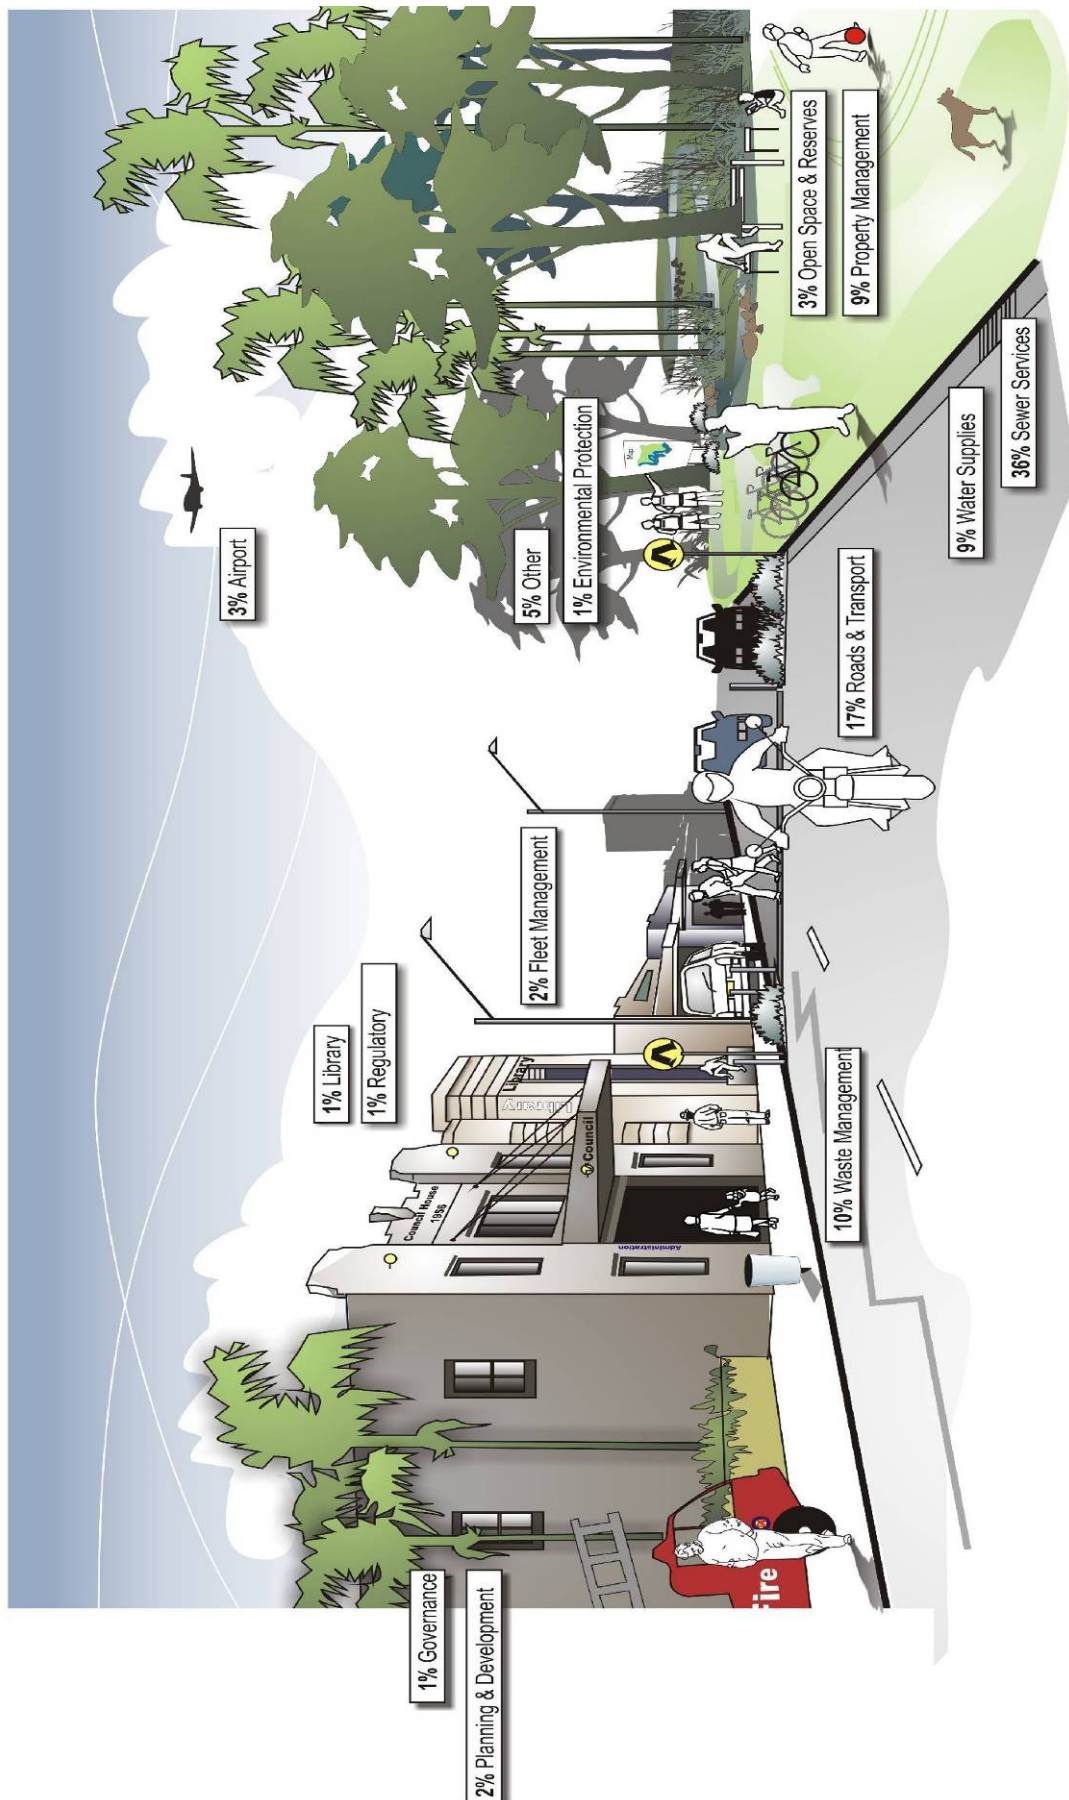 3% Airport
1% Library
1% Regulatory
1% Governance
2% Planning & Development
2% Fleet Management
5% Other
1% Environmental Protection
Council House
1956
Library
Library
Council
Administration
Map
Fire
3% Open Space & Reserves
9% Property Management
17% Roads & Transport
10% Waste Management
9% Water Supplies
36% Sewer Services